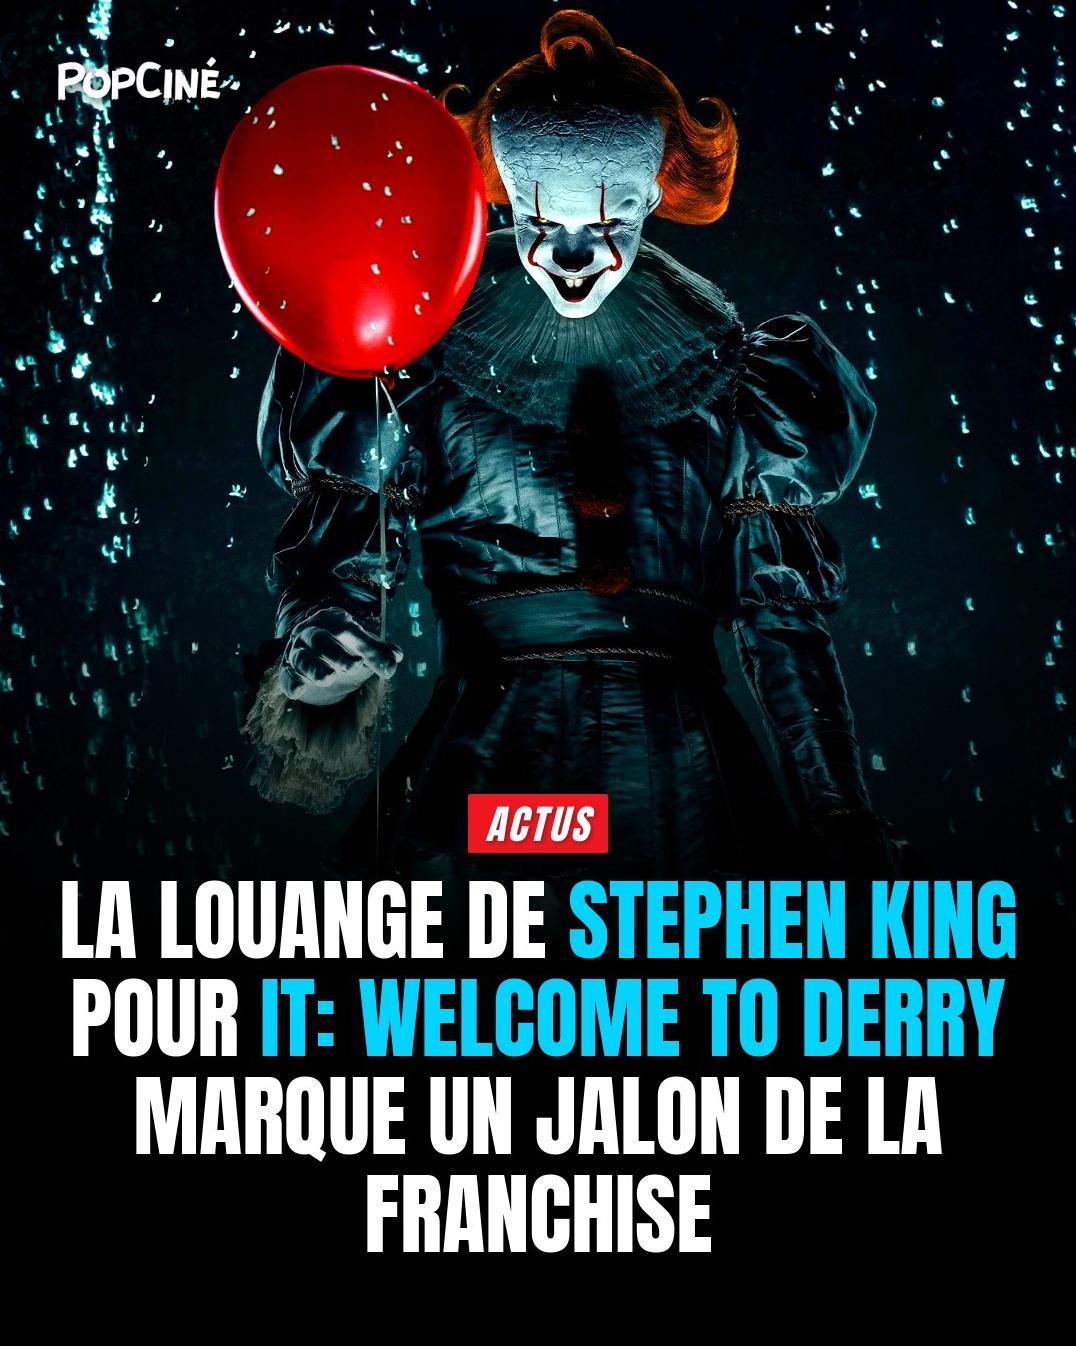 POPCINÉ
ACTUS
LA LOUANGE DE STEPHEN KING
POUR IT: WELCOME TO DERRY
MARQUE UN JALON DE LA
FRANCHISE